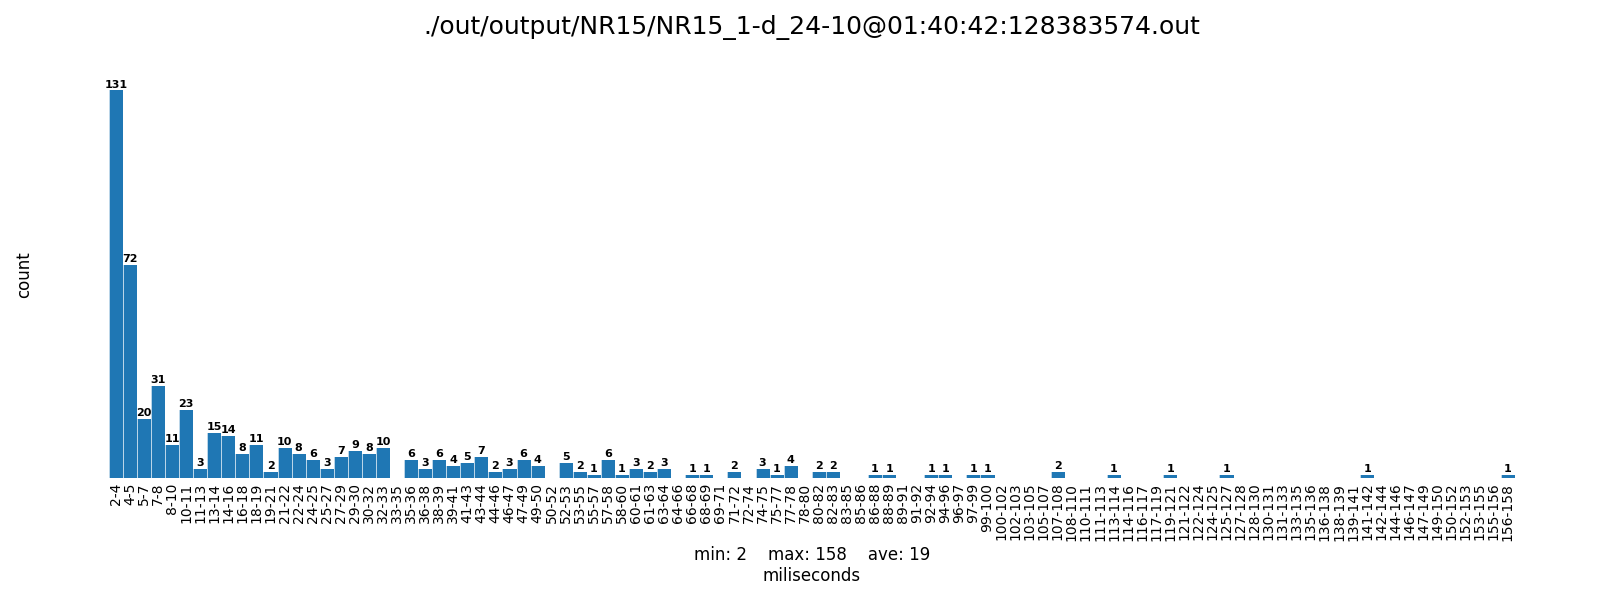 ./out/output/NR15/NR15_1-d_24-10@01:40:42:128383574.out
count
131 72 20 31 11 23 3 15 14 8 11 2 10 8 6 3 7 9 8 10 6 3 6 4 5 7 2 3 6 4 5 2 1 6 1 3 2 3 1 1 2 3 1 4 2 2 1 1 1 1 1 1 2 1 1 1 1 1
2-4 4-5 5-7 7-8 8-10 10-11 11-13 13-14 14-16 16-18 18-19 19-21 21-22 22-24 24-25 25-27 27-29 29-30 30-32 32-33 33-35 35-36 36-38 38-39 39-41 41-43 43-44 44-46 46-47 47-49 49-50 50-52 52-53 53-55 55-57 57-58 58-60 60-61 61-63 63-64 64-66 66-68 68-69 69-71 71-72 72-74 74-75 75-77 77-78 78-80 80-82 82-83 83-85 85-86 86-88 88-89 89-91 91-92 92-94 94-96 96-97 97-99 99-100 100-102 102-103 103-105 105-107 107-108 108-110 110-111 111-113 113-114 114-116 116-117 117-119 119-121 121-122 122-124 124-125 125-127 127-128 128-130 130-131 131-133 133-135 135-136 136-138 138-139 139-141 141-142 142-144 144-146 146-147 147-149 149-150 150-152 152-153 153-155 155-156 156-158
min: 2 max: 158 ave: 19
miliseconds